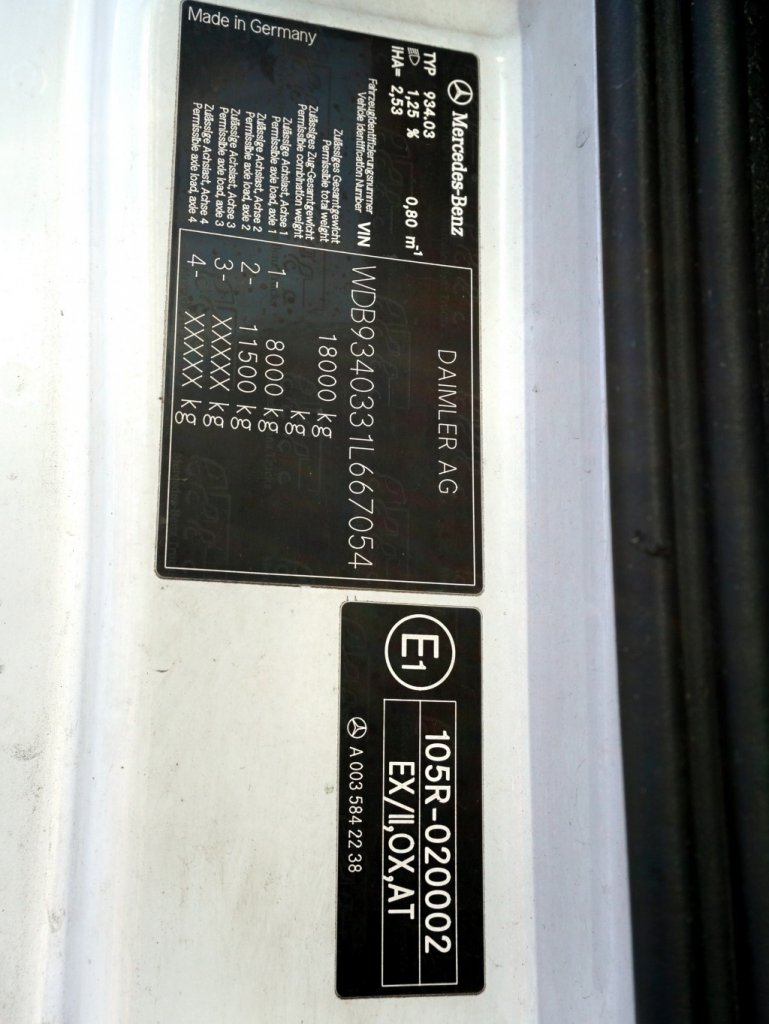 Mercedes-Benz
DAIMLER AG
TYP 934.03
1,25 % 0,80 m-1
IHA= 2,53
Fahrzeugidentifizierungsnummer
Vehicle Identification Number VIN WDB9340331L667054
Zulässiges Gesamtgewicht
Permissible total weight 18000 kg
Zulässiges Zug-Gesamtgewicht
Permissible combination weight kg
Zulässige Achslast, Achse 1
Permissible axle load, axle 1 1- 8000 kg
Zulässige Achslast, Achse 2
Permissible axle load, axle 2 2- 11500 kg
Zulässige Achslast, Achse 3
Permissible axle load, axle 3 3- XXXXX kg
Zulässige Achslast, Achse 4
Permissible axle load, axle 4 4- XXXXX kg
Made in Germany
E1
105R-020002
EX/II,OX,AT
A 003 584 22 38